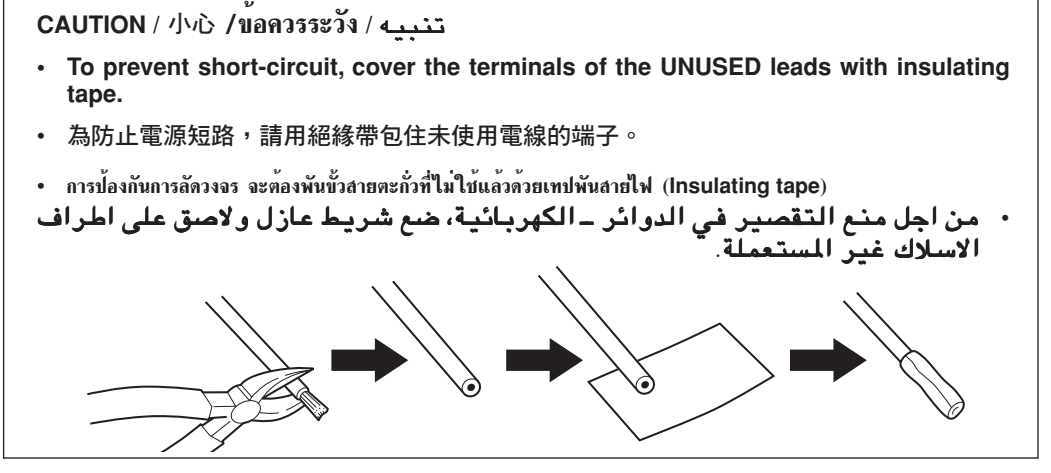 CAUTION / 小心 /ข้อควรระวัง / تنبيه
• To prevent short-circuit, cover the terminals of the UNUSED leads with insulating
tape.
• 為防止電源短路，請用絕緣帶包住未使用電線的端子。
• การป้องกันการลัดวงจร จะต้องพันขั้วสายตะกั่วที่ไม่ใช้แล้วด้วยเทปพันสายไฟ (Insulating tape)
• من اجل منع التقصير في الدوائر ـ الكهربائية، ضع شريط عازل ولاصق على اطراف
الاسلاك غير المستعملة.